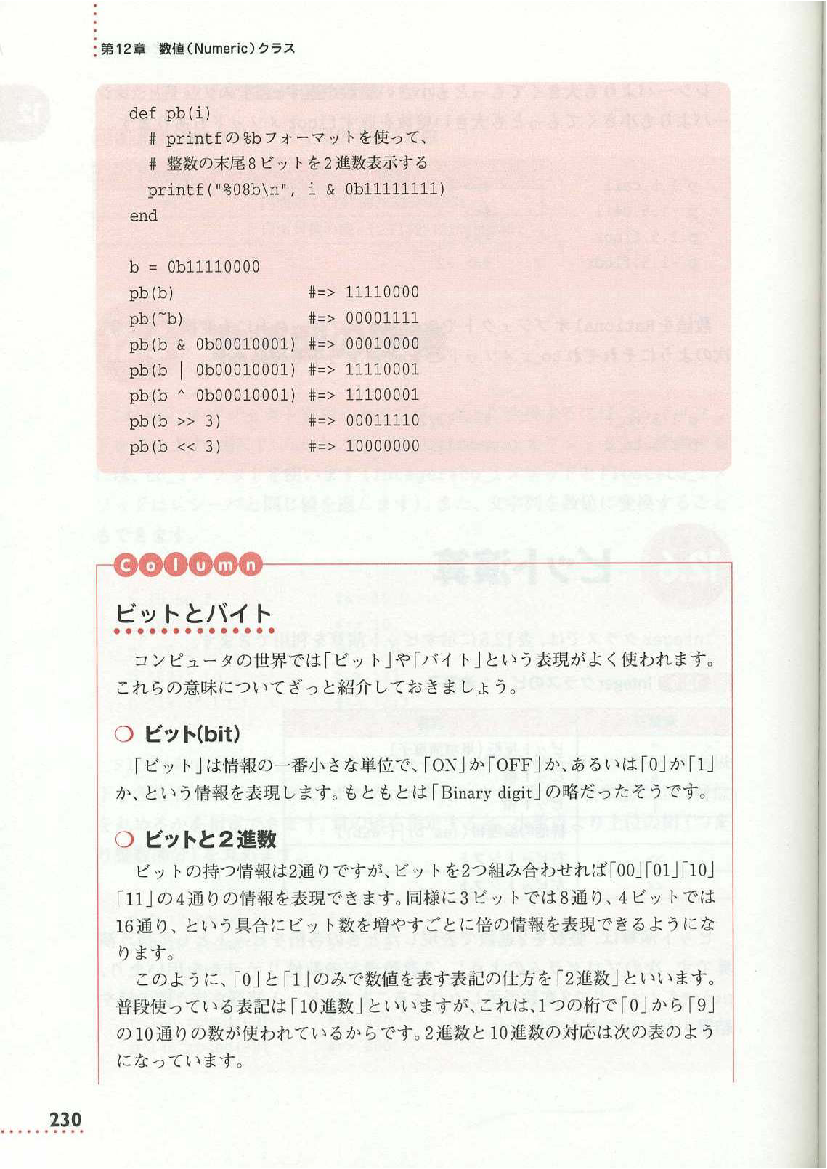 第12章 数値(Numeric)クラス
def pb(i)
# printfの%bフォーマットを使って、
# 整数の末尾8ビットを2進数表示する
printf("%08b\n", i & 0b11111111)
end
b = 0b11110000
pb(b) #=> 11110000
pb(~b) #=> 00001111
pb(b & 0b00010001) #=> 00010000
pb(b | 0b00010001) #=> 11110001
pb(b ^ 0b00010001) #=> 11100001
pb(b >> 3) #=> 00011110
pb(b << 3) #=> 10000000
Column
ビットとバイト
コンピュータの世界では「ビット」や「バイト」という表現がよく使われます。
これらの意味についてざっと紹介しておきましょう。
○ ビット(bit)
「ビット」は情報の一番小さな単位で、「ON」か「OFF」か、あるいは「0」か「1」
か、という情報を表現します。もともとは「Binary digit」の略だったそうです。
○ ビットと2進数
ビットの持つ情報は2通りですが、ビットを2つ組み合わせれば「00」「01」「10」
「11」の4通りの情報を表現できます。同様に3ビットでは8通り、4ビットでは
16通り、という具合にビット数を増やすごとに倍の情報を表現できるようにな
ります。
このように、「0」と「1」のみで数値を表す表記の仕方を「2進数」といいます。
普段使っている表記は「10進数」といいますが、これは、1つの桁で「0」から「9」
の10通りの数が使われているからです。2進数と10進数の対応は次の表のよう
になっています。
230